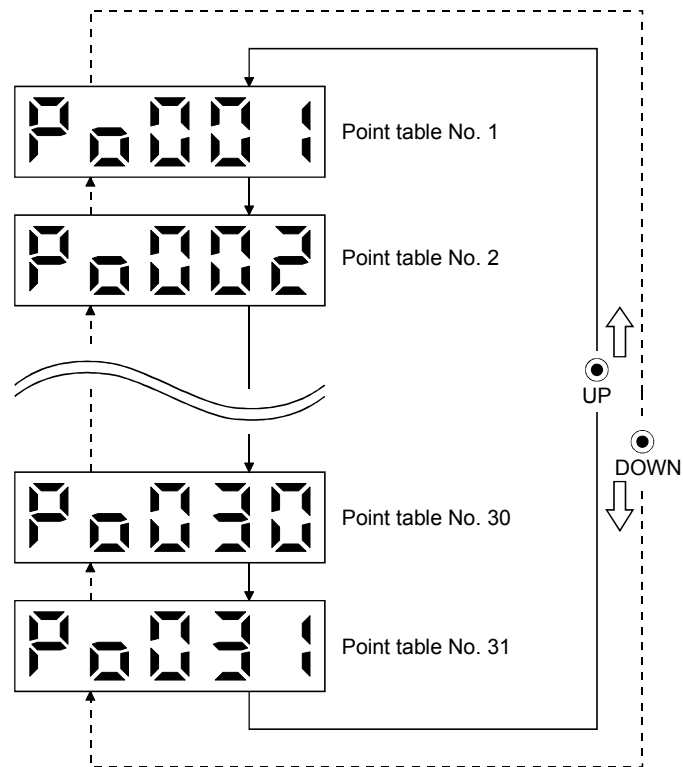 Po001
Point table No. 1
Po002
Point table No. 2
UP
DOWN
Po030
Point table No. 30
Po031
Point table No. 31